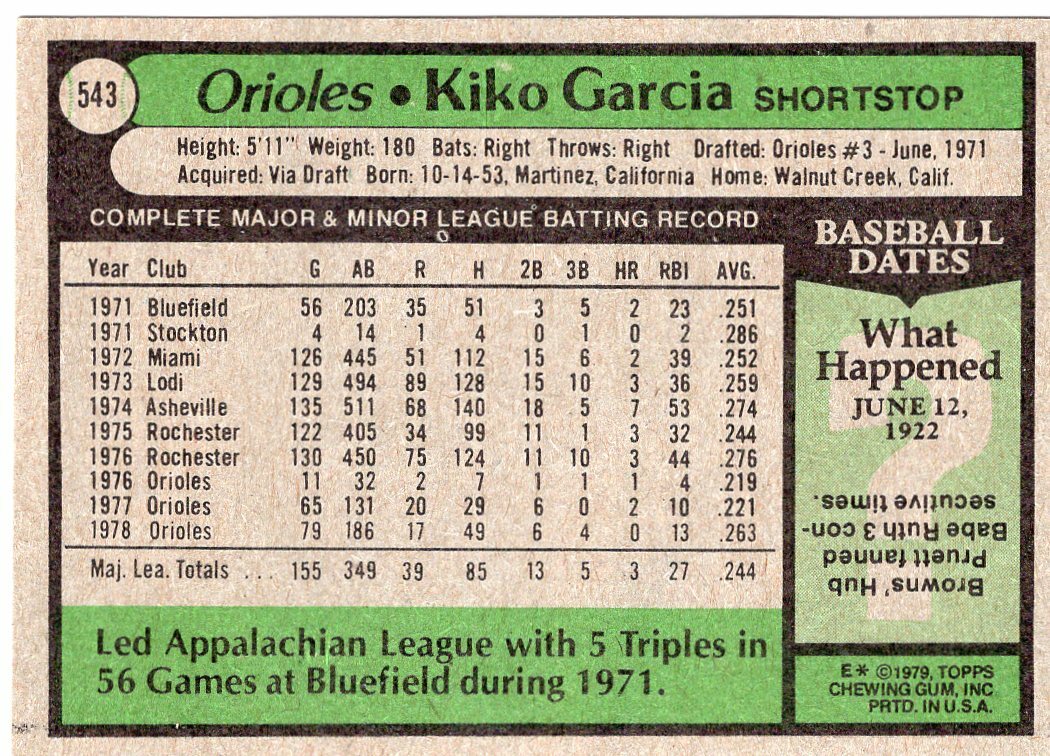 543
Orioles • Kiko Garcia SHORTSTOP
Height: 5'11" Weight: 180 Bats: Right Throws: Right Drafted: Orioles #3 - June, 1971
Acquired: Via Draft Born: 10-14-53, Martinez, California Home: Walnut Creek, Calif.
COMPLETE MAJOR & MINOR LEAGUE BATTING RECORD
Year Club G AB R H 2B 3B HR RBI AVG.
1971 Bluefield 56 203 35 51 3 5 2 23 .251
1971 Stockton 4 14 1 4 0 1 0 2 .286
1972 Miami 126 445 51 112 15 6 2 39 .252
1973 Lodi 129 494 89 128 15 10 3 36 .259
1974 Asheville 135 511 68 140 18 5 7 53 .274
1975 Rochester 122 405 34 99 11 1 3 32 .244
1976 Rochester 130 450 75 124 11 10 3 44 .276
1976 Orioles 11 32 2 7 1 1 1 4 .219
1977 Orioles 65 131 20 29 6 0 2 10 .221
1978 Orioles 79 186 17 49 6 4 0 13 .263
Maj. Lea. Totals ... 155 349 39 85 13 5 3 27 .244
Led Appalachian League with 5 Triples in
56 Games at Bluefield during 1971.
BASEBALL
DATES
What
Happened
JUNE 12,
1922
Browns' Hub
Pruett fanned
Babe Ruth 3 con-
secutive times.
E* ©1979, TOPPS
CHEWING GUM, INC
PRTD. IN U.S.A.